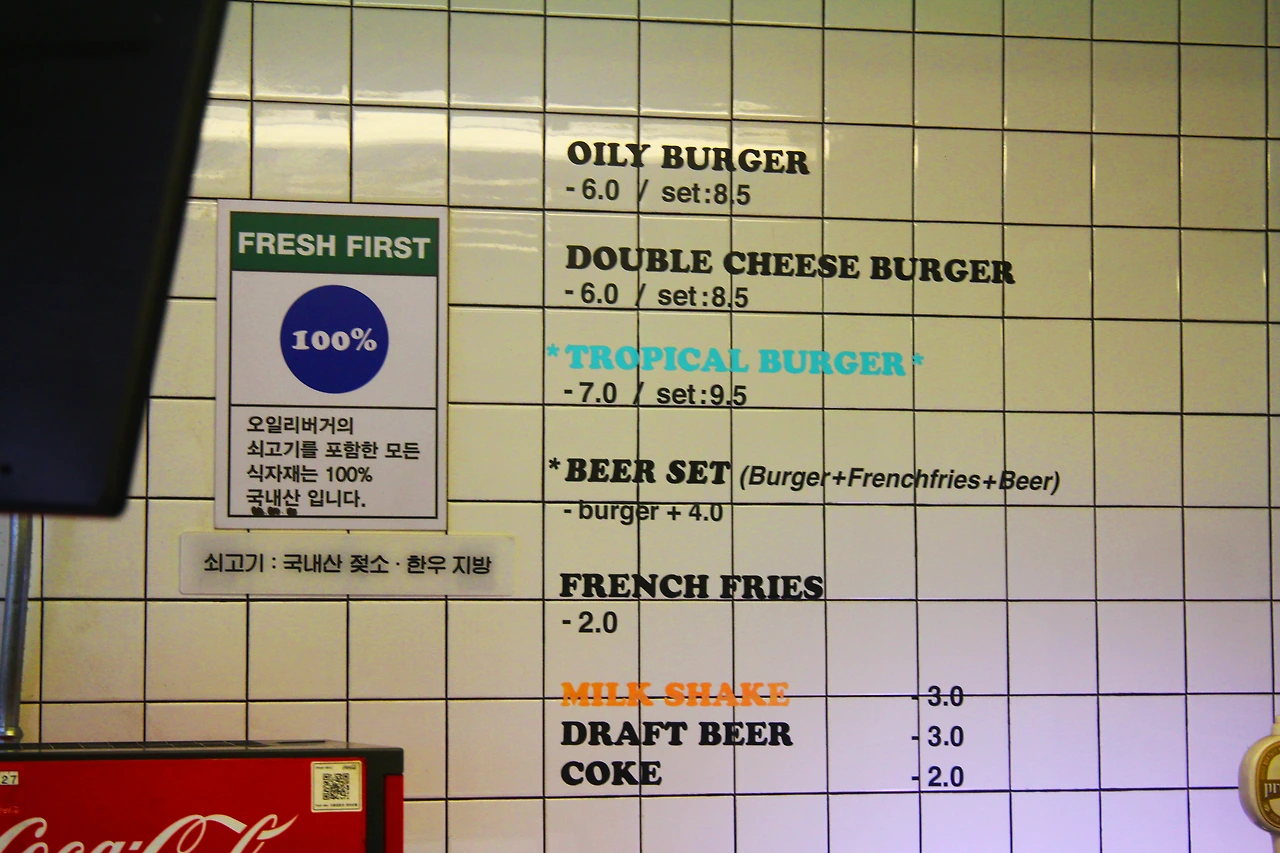 OILY BURGER
- 6.0 / set:8.5
DOUBLE CHEESE BURGER
- 6.0 / set:8.5
*TROPICAL BURGER*
- 7.0 / set:9.5
*BEER SET (Burger+Frenchfries+Beer)
- burger + 4.0
FRENCH FRIES
- 2.0
MILK SHAKE - 3.0
DRAFT BEER - 3.0
COKE - 2.0
FRESH FIRST
100%
오일리버거의
쇠고기를 포함한 모든
식자재는 100%
국내산 입니다.
쇠고기 : 국내산 젖소 · 한우 지방
27
Coca-Cola